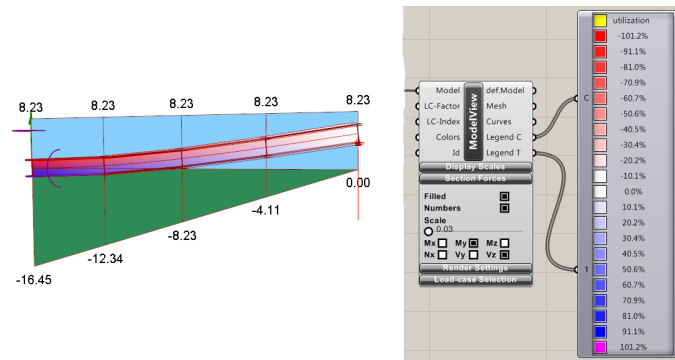 8.23 8.23 8.23 8.23 8.23
0.00
-4.11
-8.23
-12.34
-16.45
Model def.Model
LC-Factor Mesh
LC-Index Curves
Colors Legend C
Id Legend T
ModelView
Display Scales
Section Forces
Filled
Numbers
Scale
0.03
Mx My Mz
Nx Vy Vz
Render Settings
Load-case Selection
C
T
utilization
-101.2%
-91.1%
-81.0%
-70.9%
-60.7%
-50.6%
-40.5%
-30.4%
-20.2%
-10.1%
0.0%
10.1%
20.2%
30.4%
40.5%
50.6%
60.7%
70.9%
81.0%
91.1%
101.2%